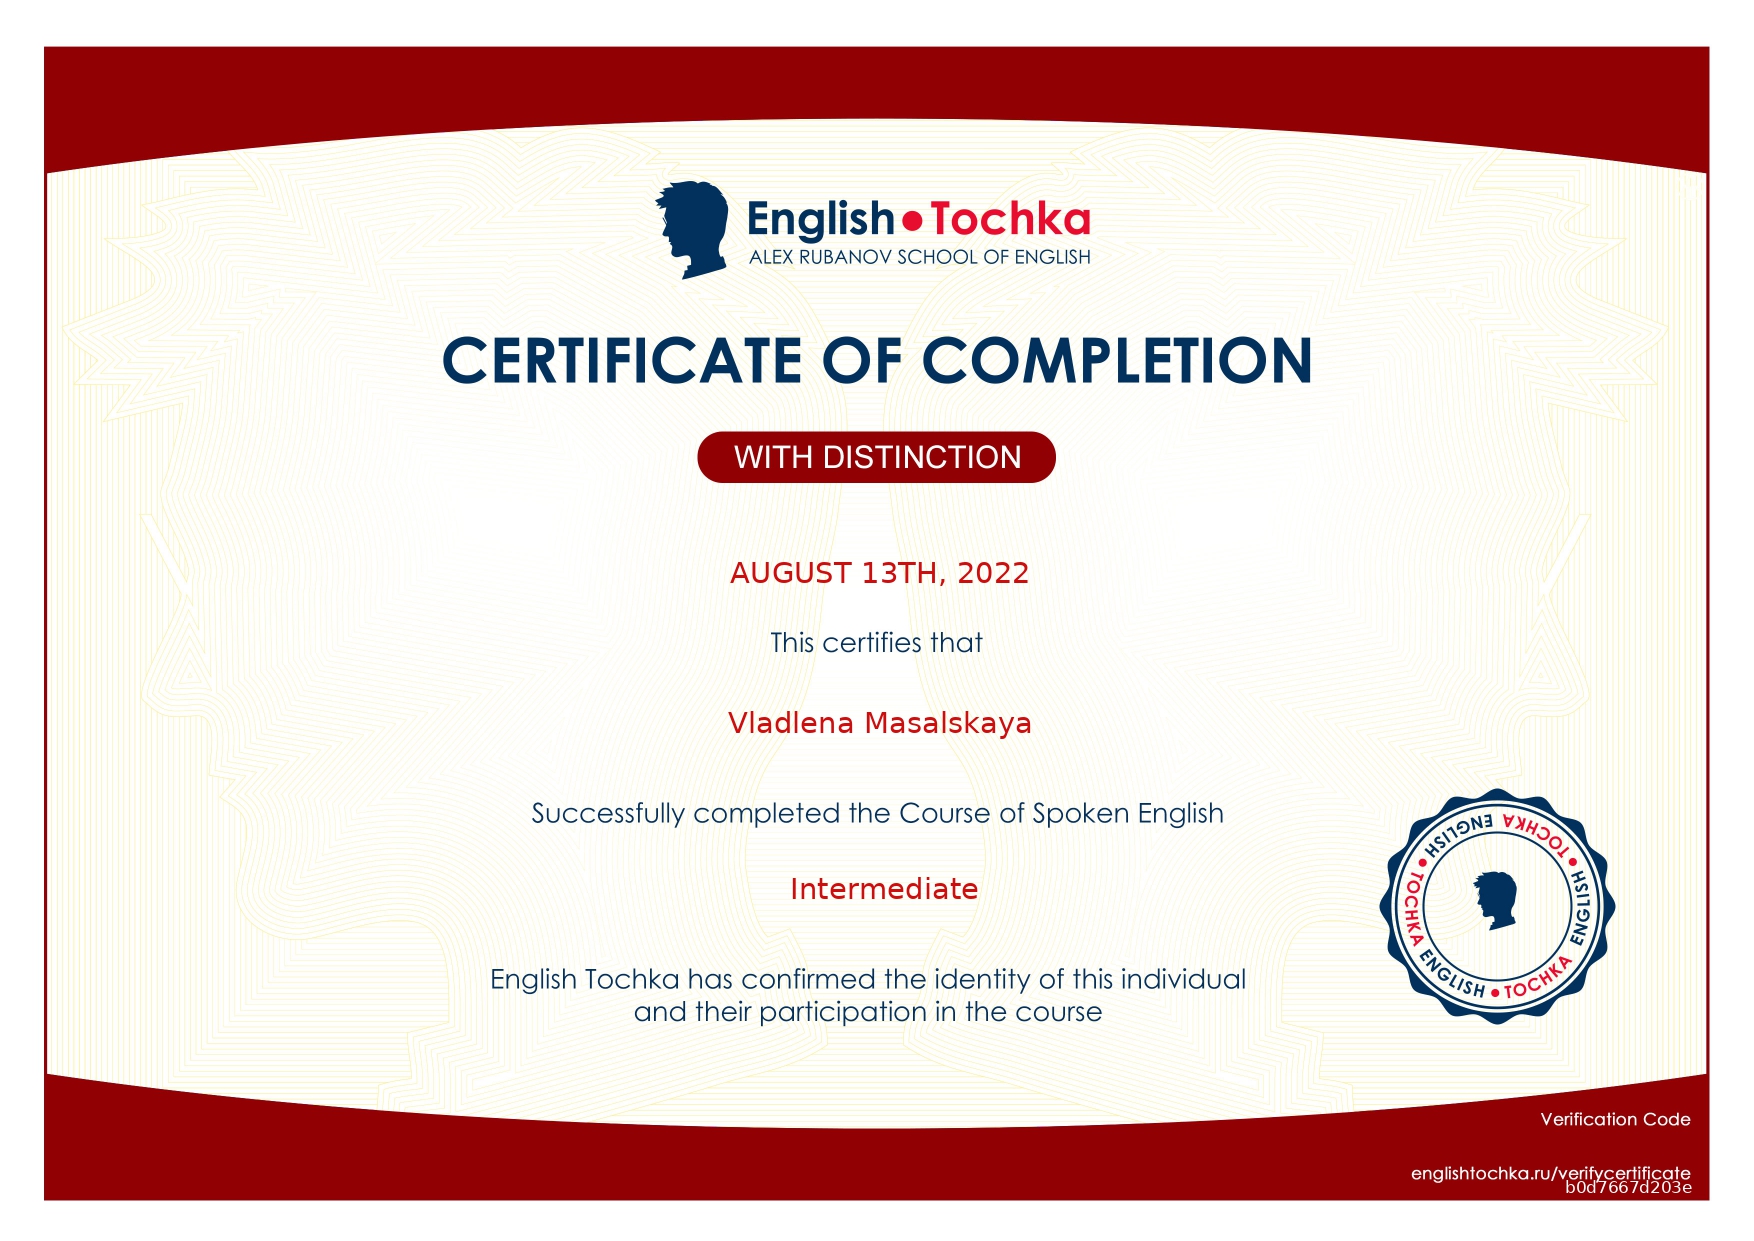 English • Tochka
ALEX RUBANOV SCHOOL OF ENGLISH
CERTIFICATE OF COMPLETION
WITH DISTINCTION
AUGUST 13TH, 2022
This certifies that
Vladlena Masalskaya
Successfully completed the Course of Spoken English
Intermediate
English Tochka has confirmed the identity of this individual
and their participation in the course
ENGLISH • TOCHKA ENGLISH • TOCHKA ENGLISH • TOCHKA
Verification Code
englishtochka.ru/verifycertificate
b0d7667d203e